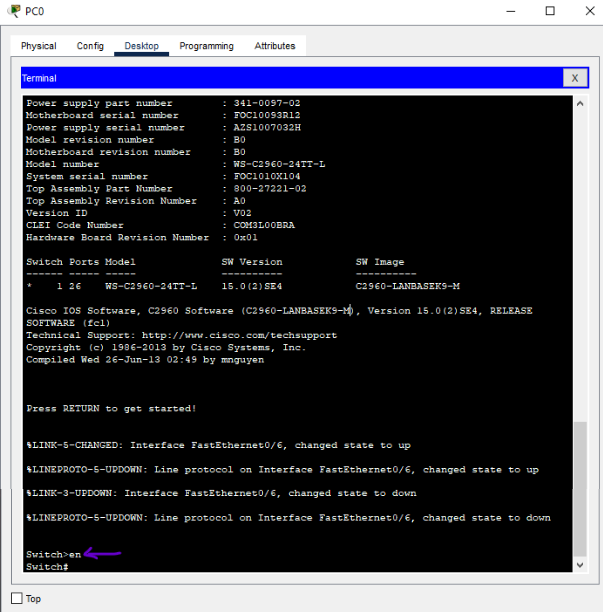 PC0
Physical Config Desktop Programming Attributes
Terminal X
Power supply part number : 341-0097-02
Motherboard serial number : FOC10093R12
Power supply serial number : AZS1007032H
Model revision number : B0
Motherboard revision number : B0
Model number : WS-C2960-24TT-L
System serial number : FOC1010X104
Top Assembly Part Number : 800-27221-02
Top Assembly Revision Number : A0
Version ID : V02
CLEI Code Number : COM3L00BRA
Hardware Board Revision Number : 0x01
Switch Ports Model SW Version SW Image
------ ----- ----- ---------- ----------
* 1 26 WS-C2960-24TT-L 15.0(2)SE4 C2960-LANBASEK9-M
Cisco IOS Software, C2960 Software (C2960-LANBASEK9-M), Version 15.0(2)SE4, RELEASE
SOFTWARE (fc1)
Technical Support: http://www.cisco.com/techsupport
Copyright (c) 1986-2013 by Cisco Systems, Inc.
Compiled Wed 26-Jun-13 02:49 by mnguyen
Press RETURN to get started!
%LINK-5-CHANGED: Interface FastEthernet0/6, changed state to up
%LINEPROTO-5-UPDOWN: Line protocol on Interface FastEthernet0/6, changed state to up
%LINK-3-UPDOWN: Interface FastEthernet0/6, changed state to down
%LINEPROTO-5-UPDOWN: Line protocol on Interface FastEthernet0/6, changed state to down
Switch>en
Switch#
Top